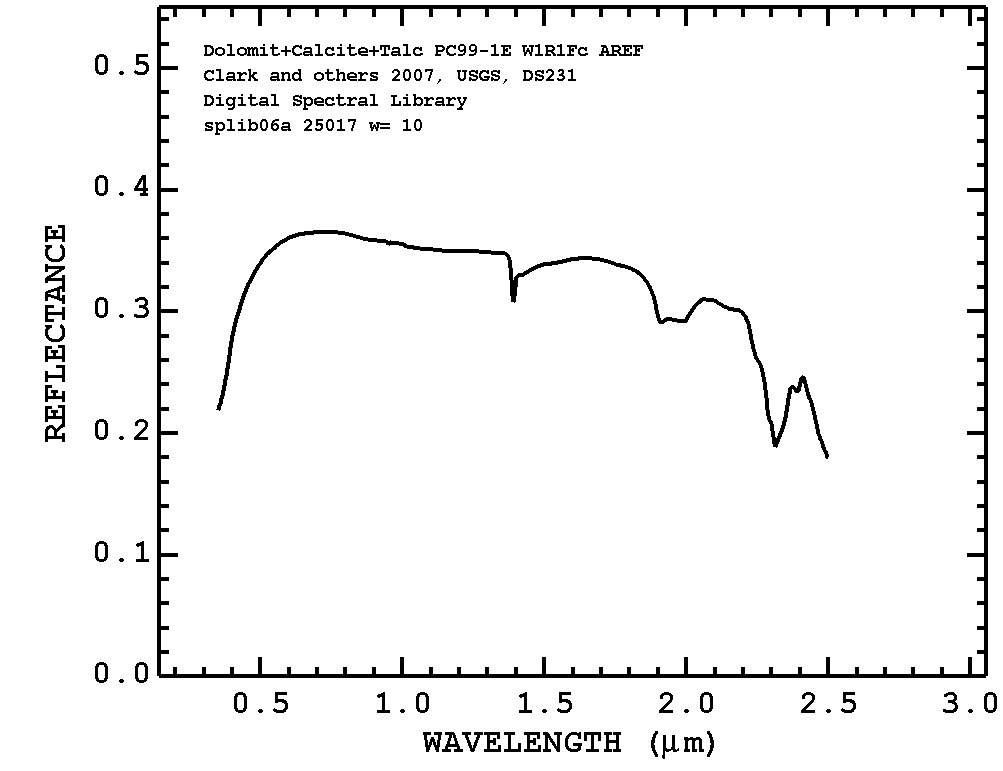 Dolomit+Calcite+Talc PC99-1E W1R1Fc AREF
Clark and others 2007, USGS, DS231
Digital Spectral Library
splib06a 25017 w= 10
0.5
0.4
0.3
0.2
0.1
0.0
REFLECTANCE
0.5 1.0 1.5 2.0 2.5 3.0
WAVELENGTH (μm)